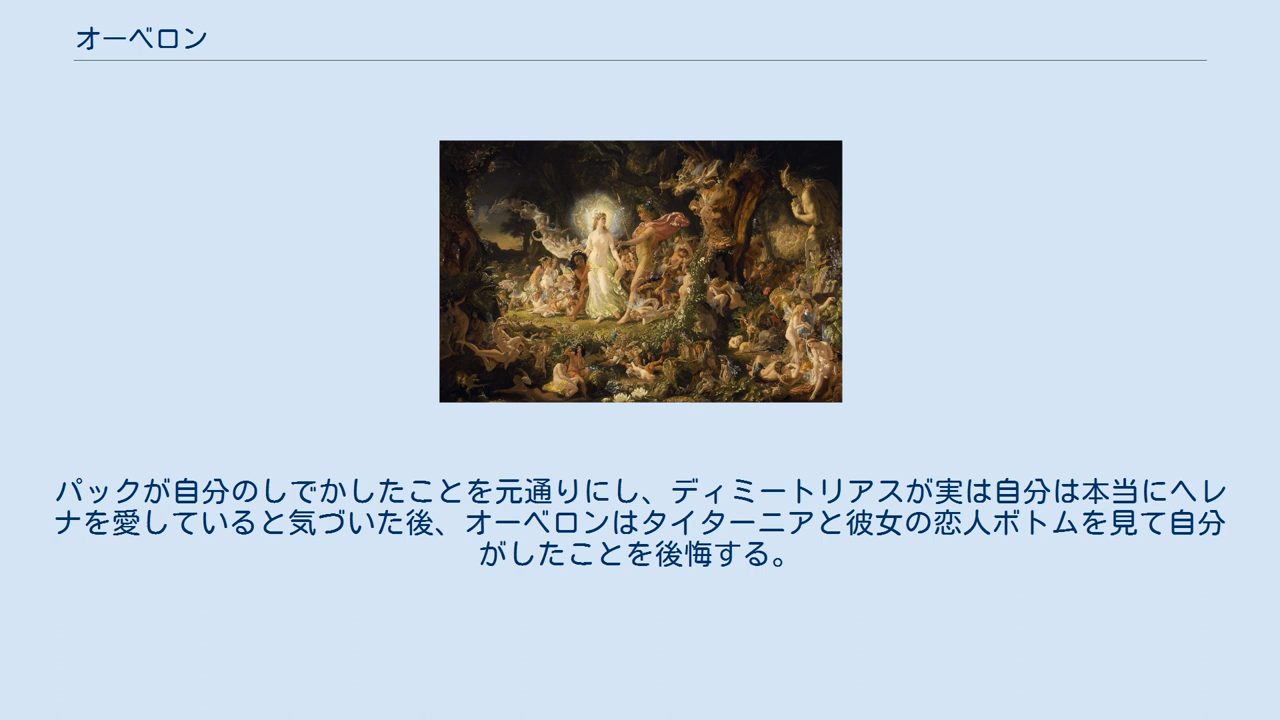 オーベロン
パックが自分のしでかしたことを元通りにし、ディミートリアスが実は自分は本当にヘレ
ナを愛していると気づいた後、オーベロンはタイターニアと彼女の恋人ボトムを見て自分
がしたことを後悔する。